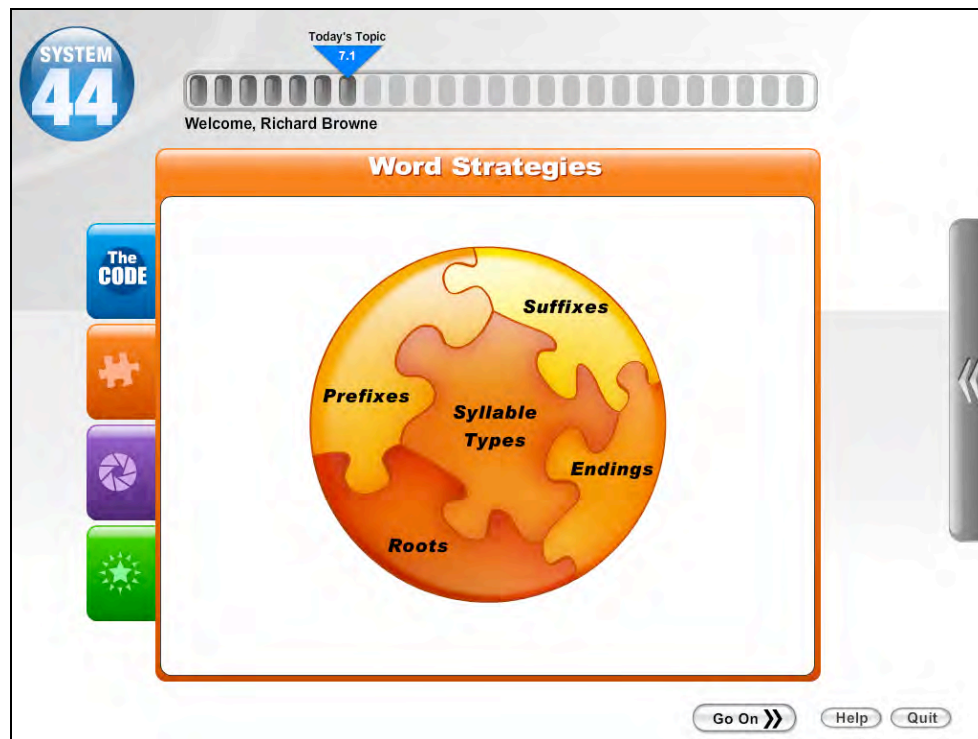 SYSTEM
44
Today's Topic
7.1
Welcome, Richard Browne
Word Strategies
The
CODE
Suffixes
Prefixes
Syllable
Types
Endings
Roots
Go On
Help
Quit